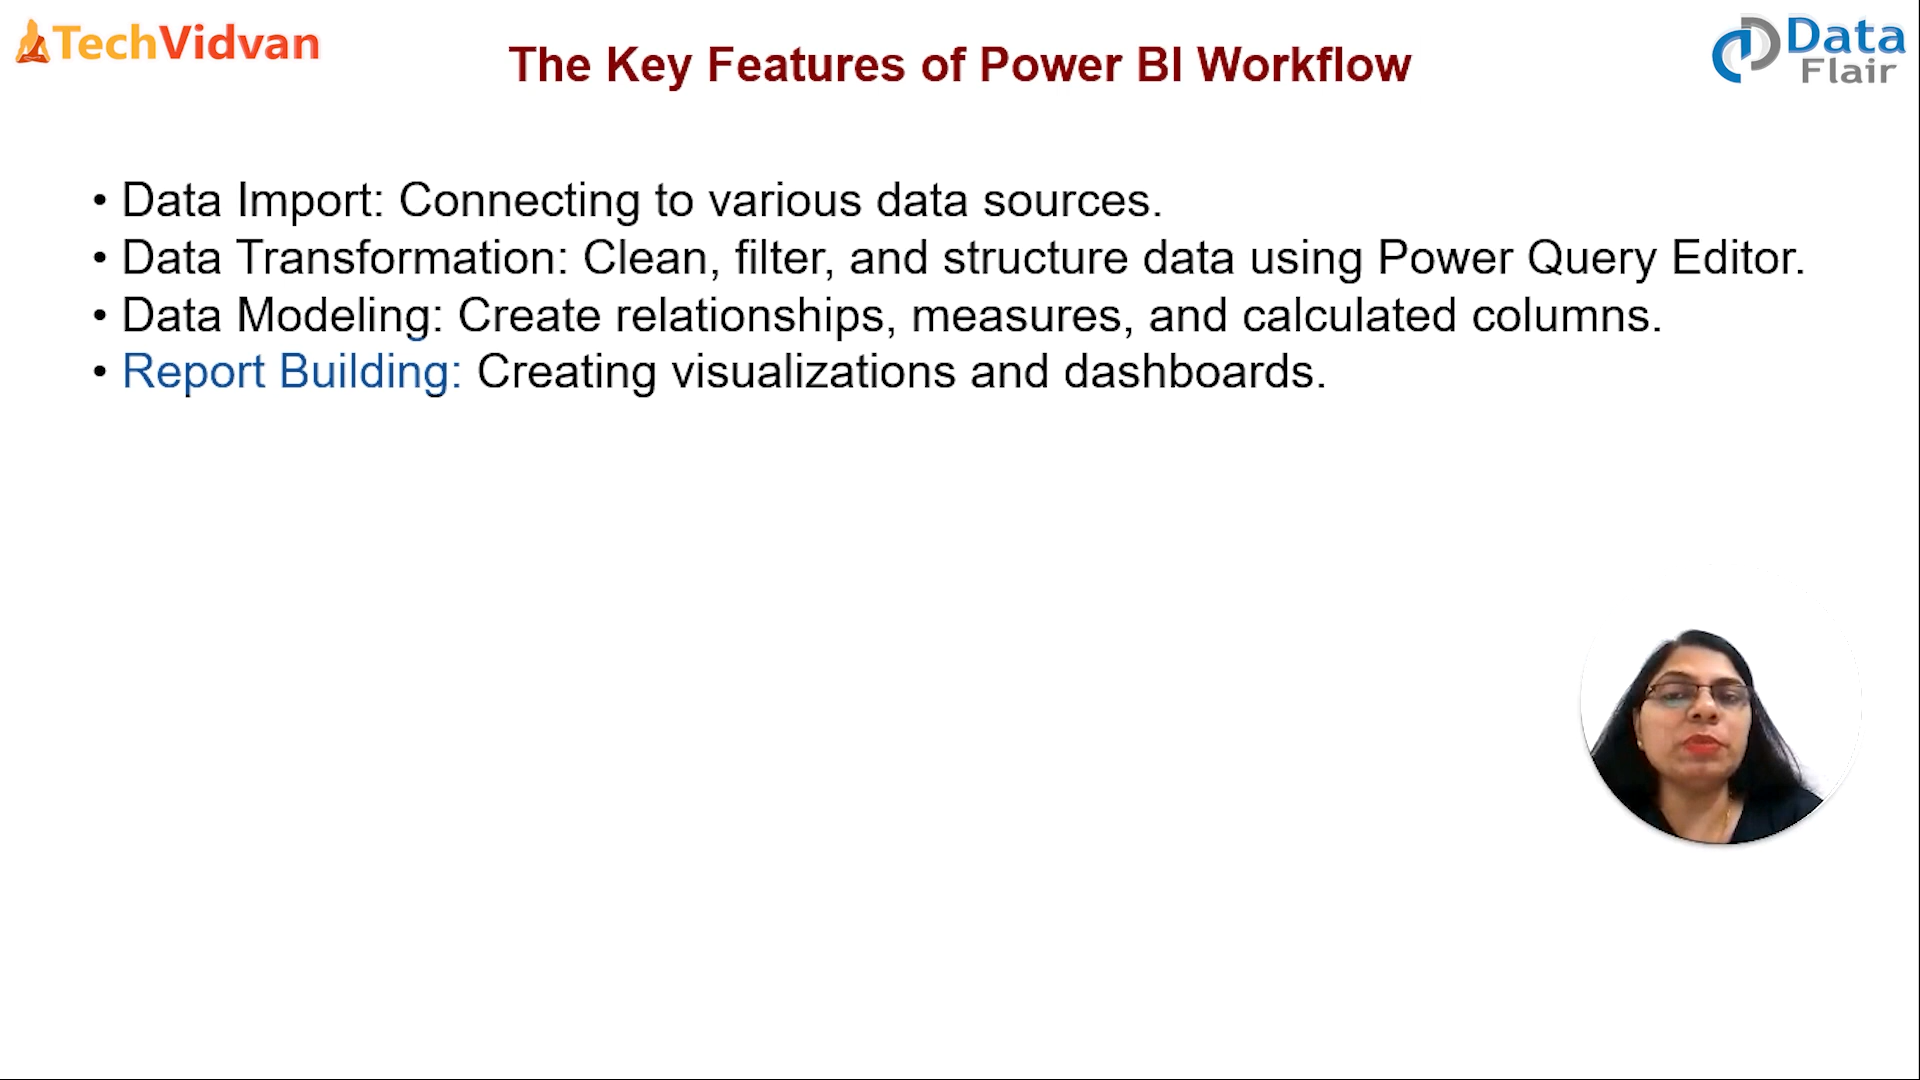 TechVidvan
The Key Features of Power BI Workflow
Data Flair
• Data Import: Connecting to various data sources.
• Data Transformation: Clean, filter, and structure data using Power Query Editor.
• Data Modeling: Create relationships, measures, and calculated columns.
• Report Building: Creating visualizations and dashboards.